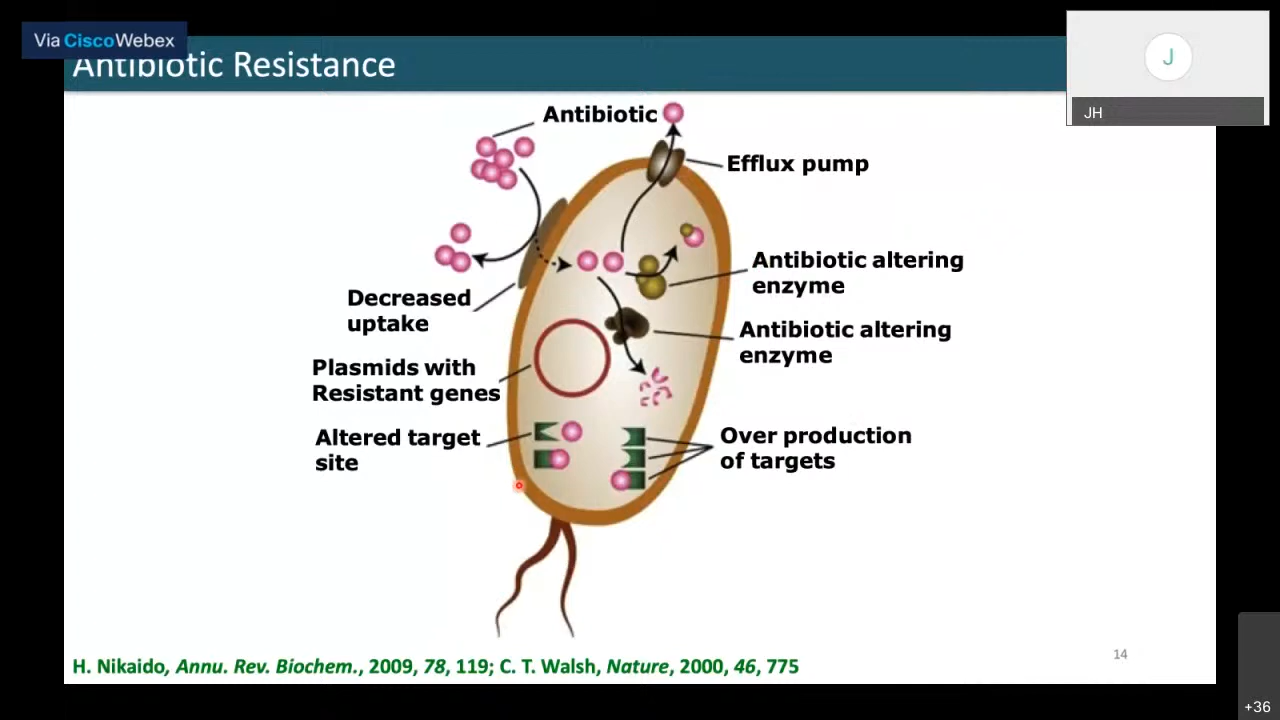 Via CiscoWebex
Antibiotic Resistance
J
JH
Antibiotic
Efflux pump
Antibiotic altering
enzyme
Decreased
uptake
Antibiotic altering
enzyme
Plasmids with
Resistant genes
Altered target
site
Over production
of targets
14
H. Nikaido, Annu. Rev. Biochem., 2009, 78, 119; C. T. Walsh, Nature, 2000, 46, 775
+36